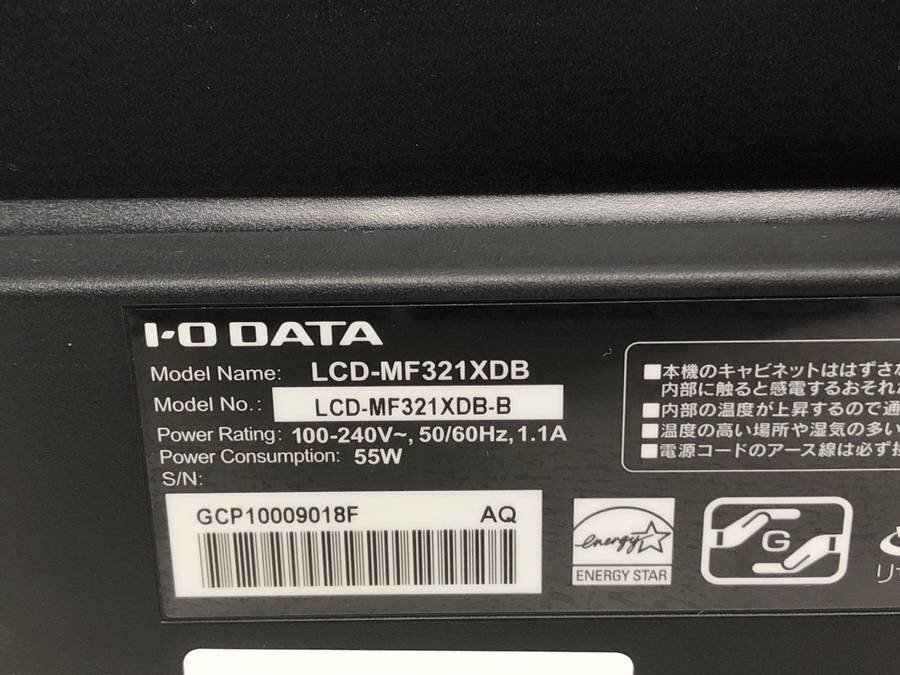 I-O DATA
Model Name: LCD-MF321XDB
Model No.: LCD-MF321XDB-B
Power Rating: 100-240V~, 50/60Hz, 1.1A
Power Consumption: 55W
S/N:
GCP10009018F AQ
energy
ENERGY STAR
G
■本機のキャビネットははずさ
内部に触ると感電するおそれ
■内部の温度が上昇するので通
■温度の高い場所や湿気の多い
■電源コードのアース線は必ず接